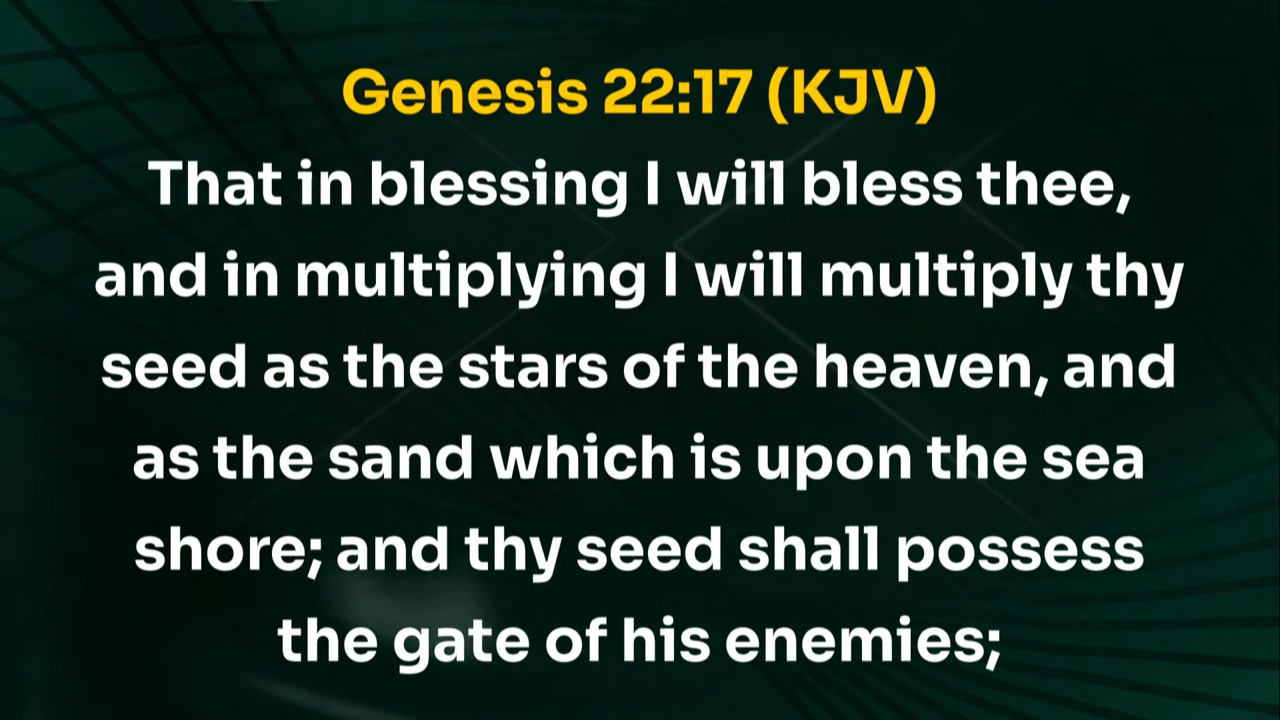 Genesis 22:17 (KJV)
That in blessing I will bless thee,
and in multiplying I will multiply thy
seed as the stars of the heaven, and
as the sand which is upon the sea
shore; and thy seed shall possess
the gate of his enemies;